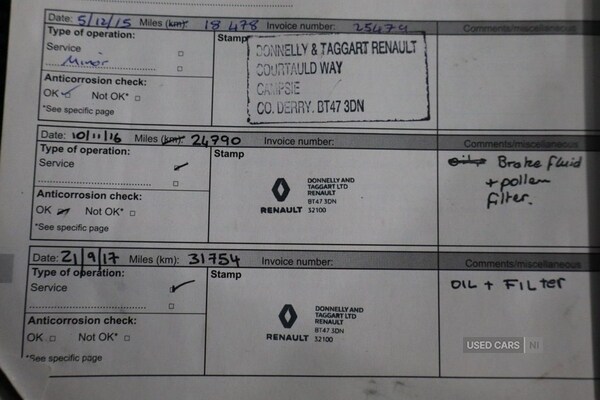 Date: 5/12/15 Miles (km): 18 478 Invoice number: 25479 Comments/miscellaneous
Type of operation: Stamp
Service
Minor
DONNELLY & TAGGART RENAULT
COURTAULD WAY
CAMPSIE
CO. DERRY. BT47 3DN
Anticorrosion check:
OK Not OK*
*See specific page
Date: 10/11/16 Miles (km): 24790 Invoice number: Comments/miscellaneous
Type of operation: Stamp
Service
DONNELLY AND
TAGGART LTD
RENAULT
BT47 3DN
32100
RENAULT
Brake fluid
+ pollen
filter.
Anticorrosion check:
OK Not OK*
*See specific page
Date: 21/9/17 Miles (km): 31754 Invoice number: Comments/miscellaneous
Type of operation: Stamp
Service
DONNELLY AND
TAGGART LTD
RENAULT
BT47 3DN
32100
RENAULT
OIL + FILter
Anticorrosion check:
OK Not OK*
*See specific page
USED CARS NI